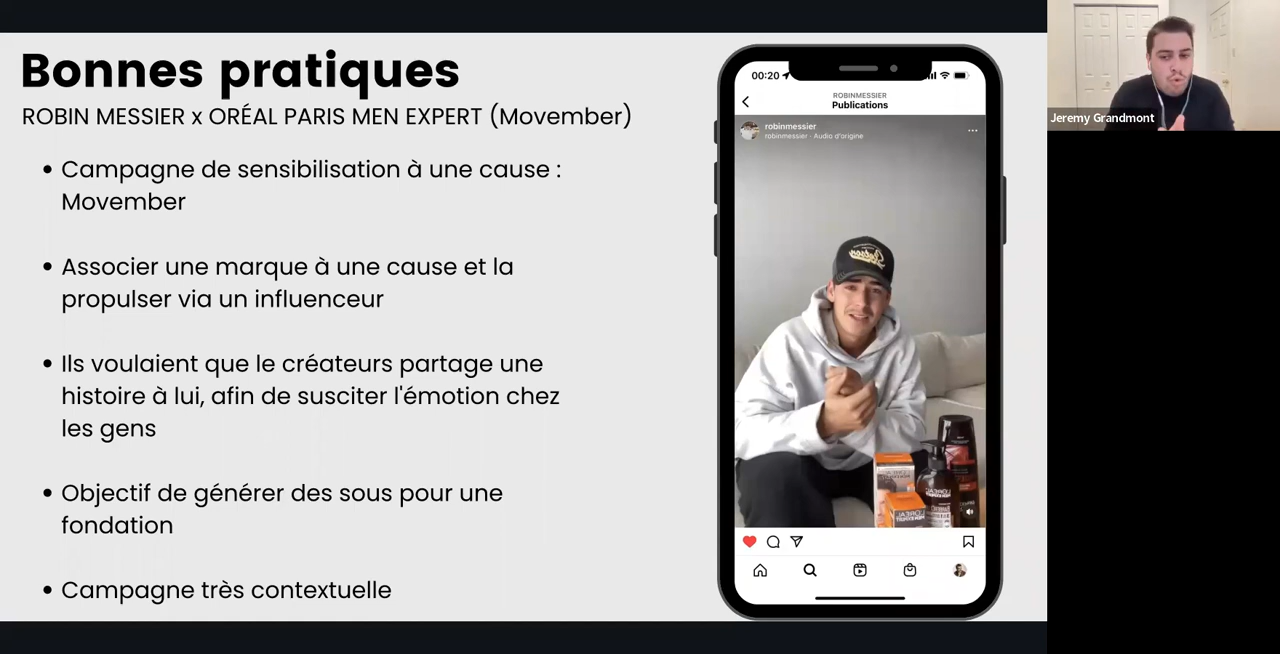 Bonnes pratiques
ROBIN MESSIER x ORÉAL PARIS MEN EXPERT (Movember)
• Campagne de sensibilisation à une cause :
Movember
• Associer une marque à une cause et la
propulser via un influenceur
• Ils voulaient que le créateurs partage une
histoire à lui, afin de susciter l'émotion chez
les gens
• Objectif de générer des sous pour une
fondation
• Campagne très contextuelle
00:20
ROBINMESSIER
Publications
robinmessier
robinmessier · Audio d'origine
Jeremy Grandmont